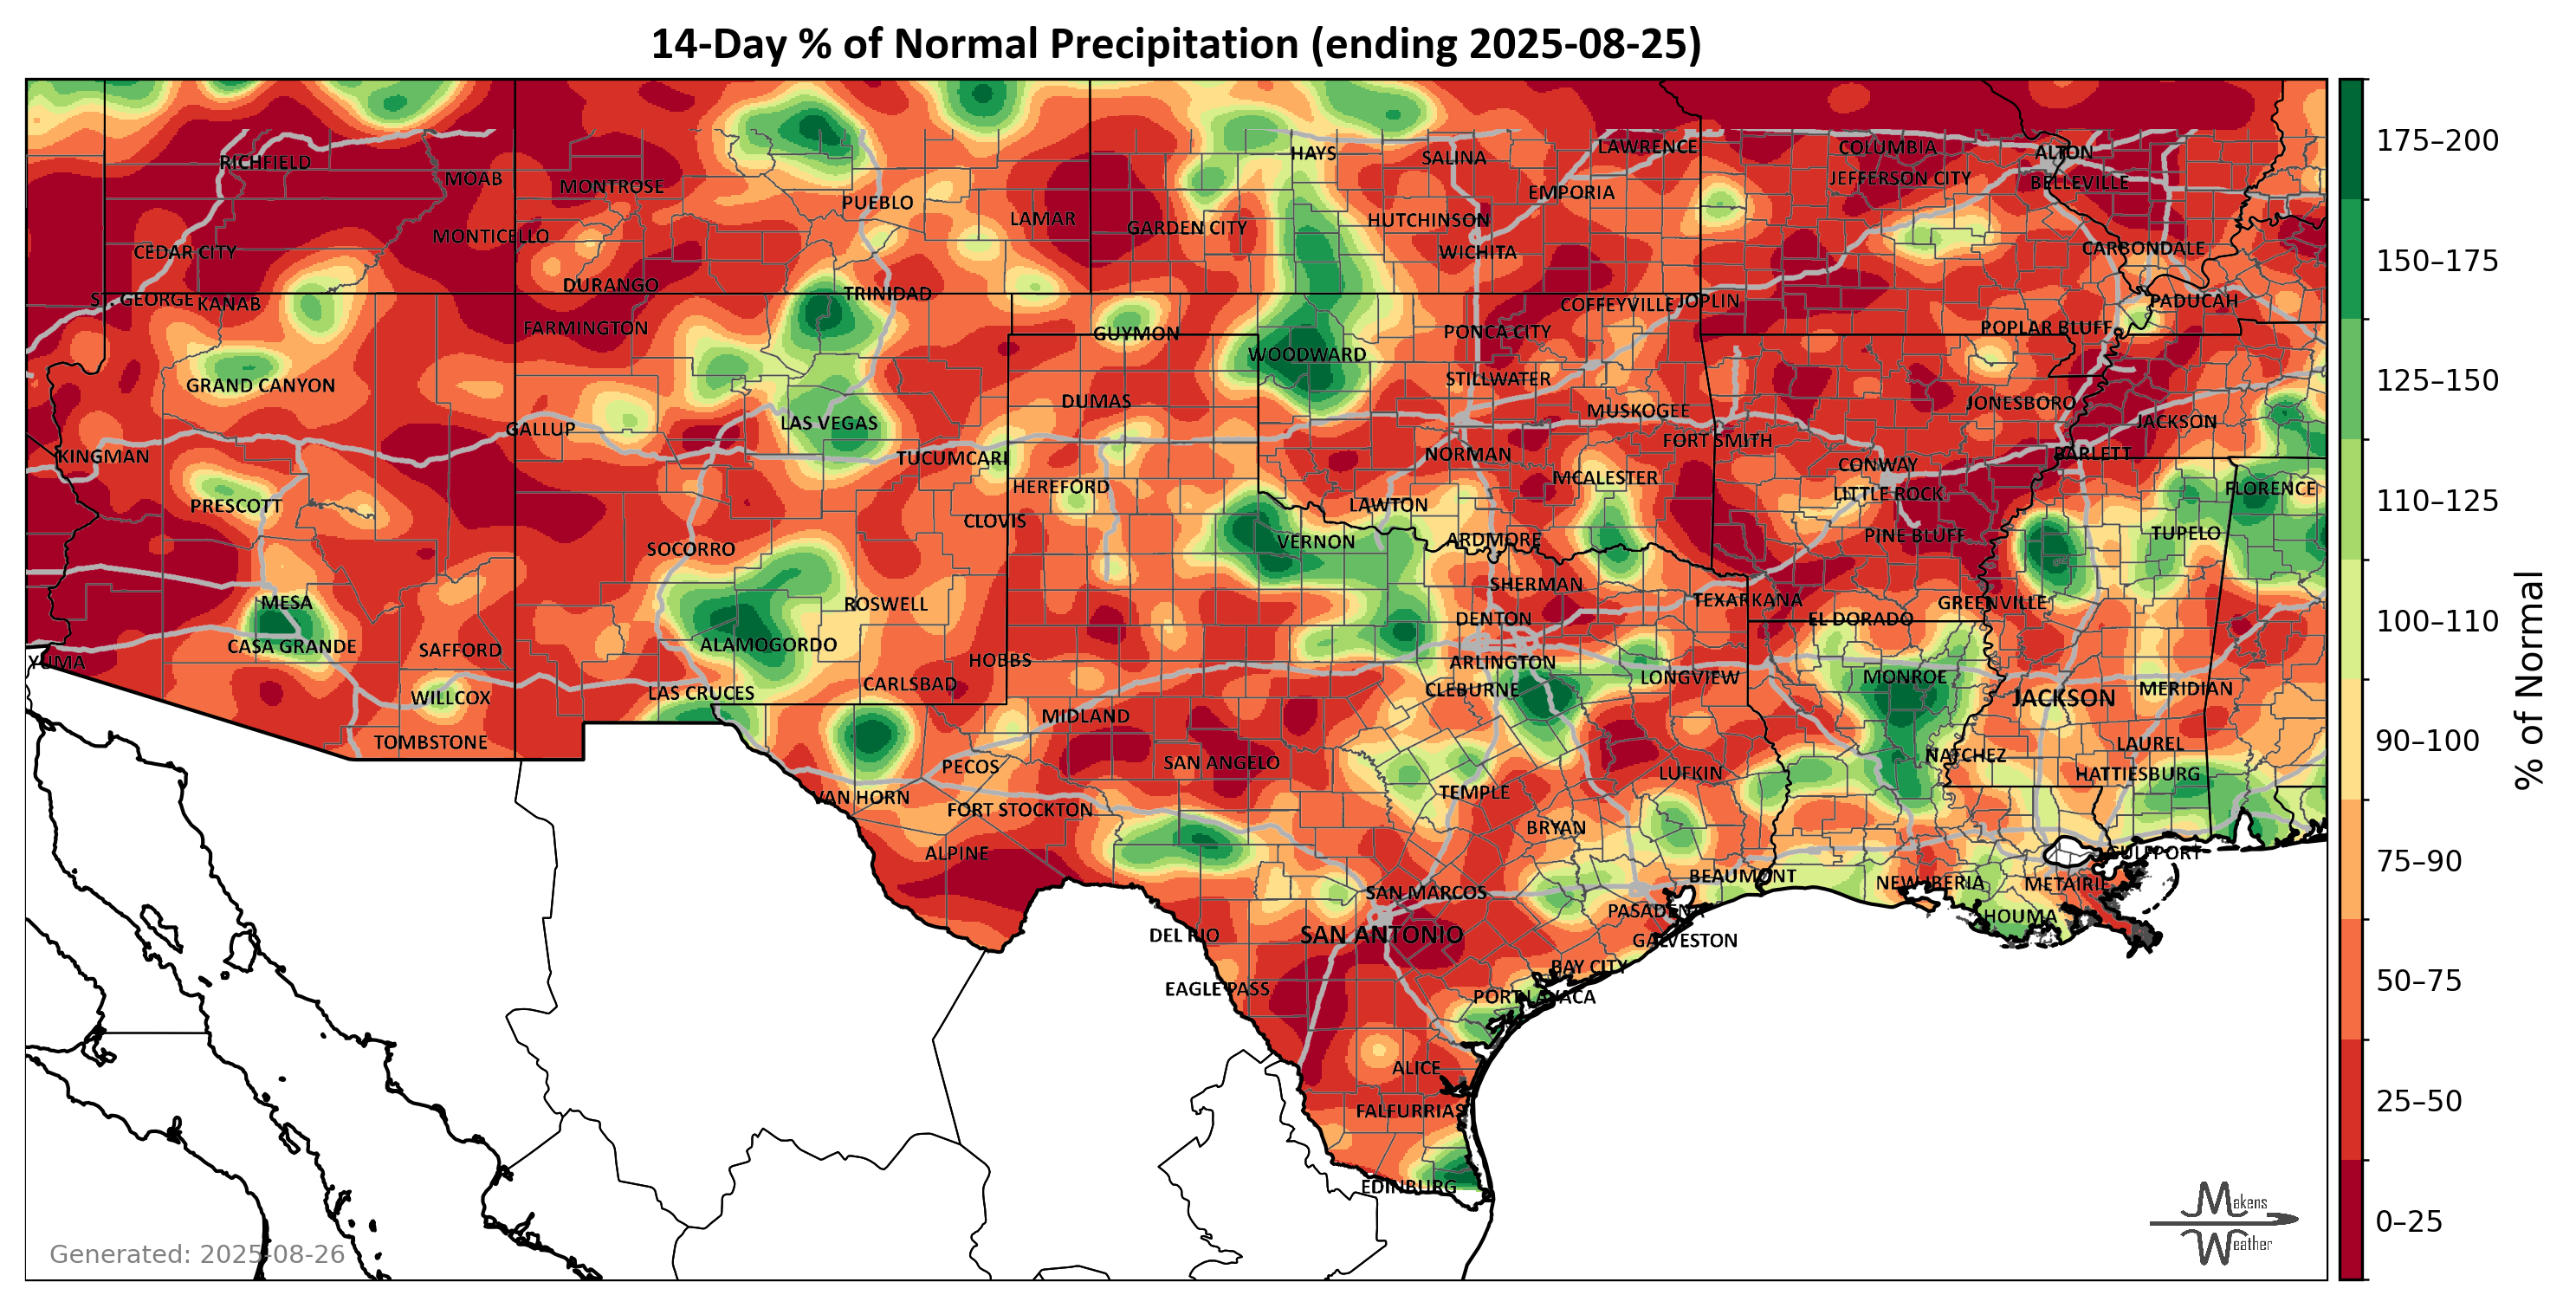 14-Day % of Normal Precipitation (ending 2025-08-25)
HAYS
SALINA
LAWRENCE
COLUMBIA
ALTON
RICHFIELD
MOAB
MONTROSE
EMPORIA
JEFFERSON CITY
BELLEVILLE
PUEBLO
LAMAR
GARDEN CITY
HUTCHINSON
MONTICELLO
CEDAR CITY
WICHITA
CARBONDALE
DURANGO
TRINIDAD
ST. GEORGE
KANAB
COFFEYVILLE
JOPLIN
PADUCAH
FARMINGTON
GUYMON
PONCA CITY
POPLAR BLUFF
WOODWARD
GRAND CANYON
STILLWATER
DUMAS
MUSKOGEE
JONESBORO
GALLUP
LAS VEGAS
JACKSON
FORT SMITH
KINGMAN
TUCUMCARI
NORMAN
BARLETT
CONWAY
PRESCOTT
HEREFORD
MCALESTER
LITTLE ROCK
FLORENCE
LAWTON
CLOVIS
VERNON
ARDMORE
PINE BLUFF
TUPELO
SOCORRO
SHERMAN
MESA
ROSWELL
TEXARKANA
GREENVILLE
DENTON
EL DORADO
CASA GRANDE
SAFFORD
ALAMOGORDO
YUMA
HOBBS
ARLINGTON
LONGVIEW
MONROE
WILLCOX
LAS CRUCES
CARLSBAD
CLEBURNE
JACKSON
MERIDIAN
MIDLAND
TOMBSTONE
LAUREL
PECOS
SAN ANGELO
NATCHEZ
VAN HORN
LUFKIN
HATTIESBURG
FORT STOCKTON
TEMPLE
BRYAN
ALPINE
GULFPORT
SAN MARCOS
BEAUMONT
NEW IBERIA
METAIRIE
PASADENA
HOUMA
DEL RIO
SAN ANTONIO
GALVESTON
BAY CITY
EAGLE PASS
PORT LAVACA
ALICE
FALFURRIAS
EDINBURG
175–200
150–175
125–150
110–125
100–110
90–100
75–90
50–75
25–50
0–25
% of Normal
Generated: 2025-08-26
Makens
Weather